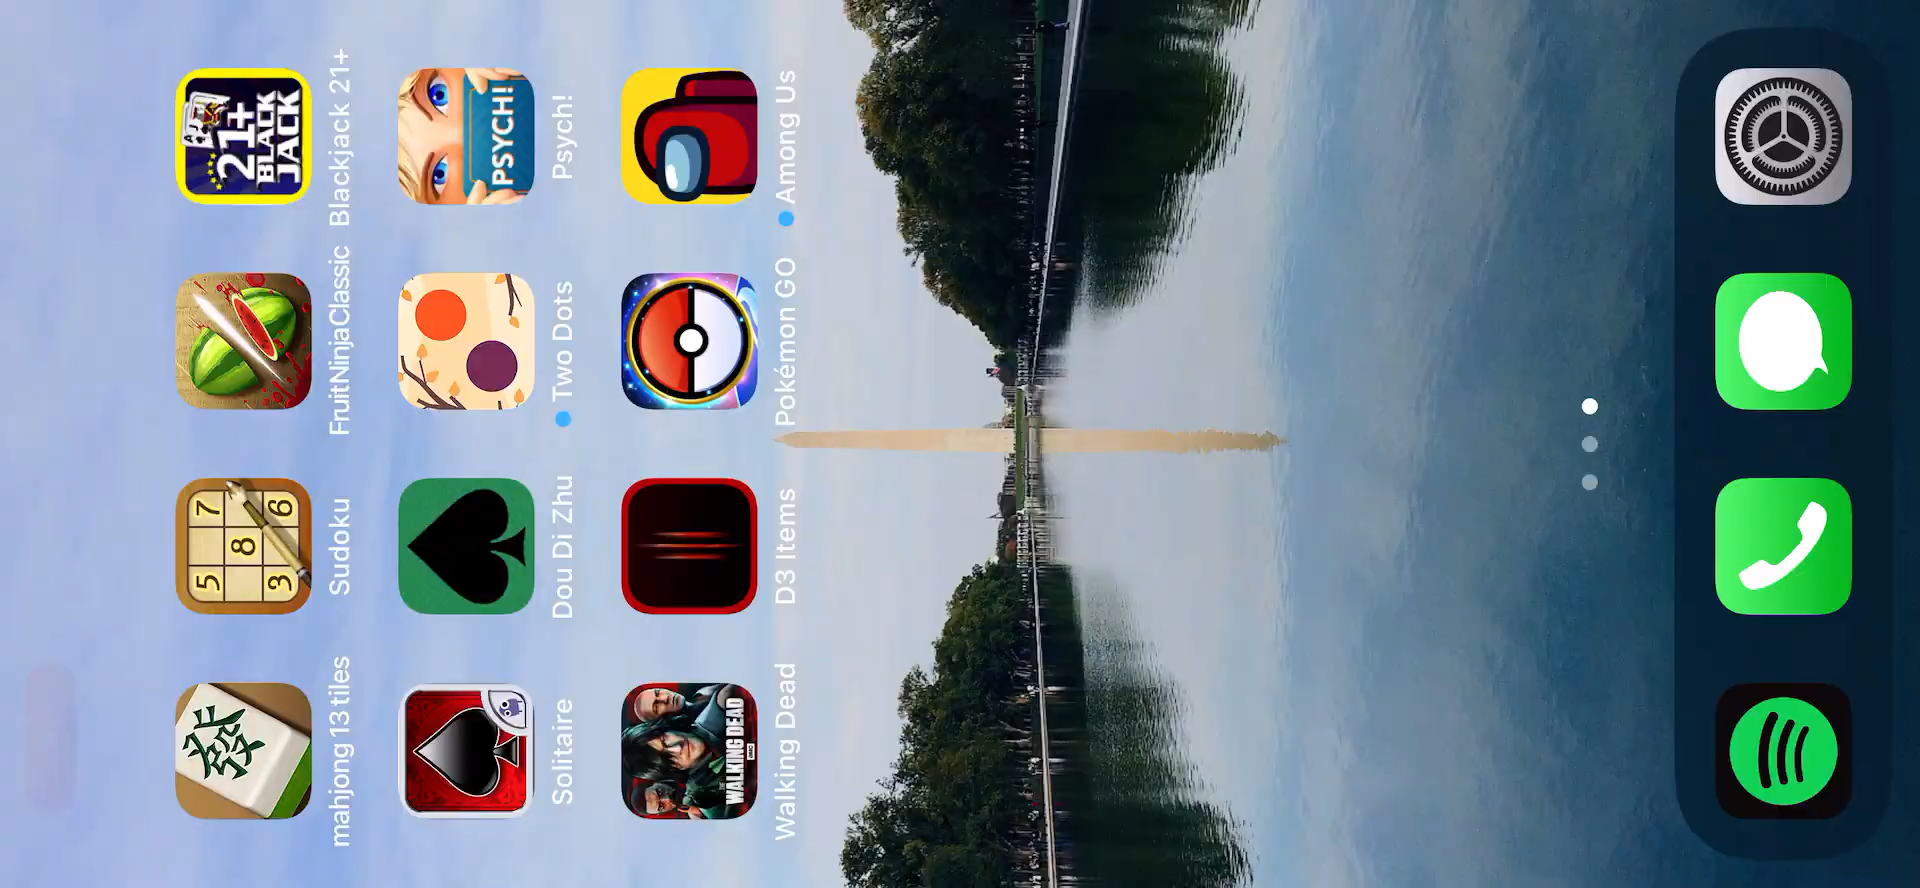 發
5 7
8
3 6
21+
BLACK
JACK
mahjong 13 tiles
Sudoku
FruitNinjaClassic
Blackjack 21+
PSYCH!
Solitaire
Dou Di Zhu
Two Dots
Psych!
THE
WALKING DEAD
amc
Walking Dead
D3 Items
Pokémon GO
Among Us